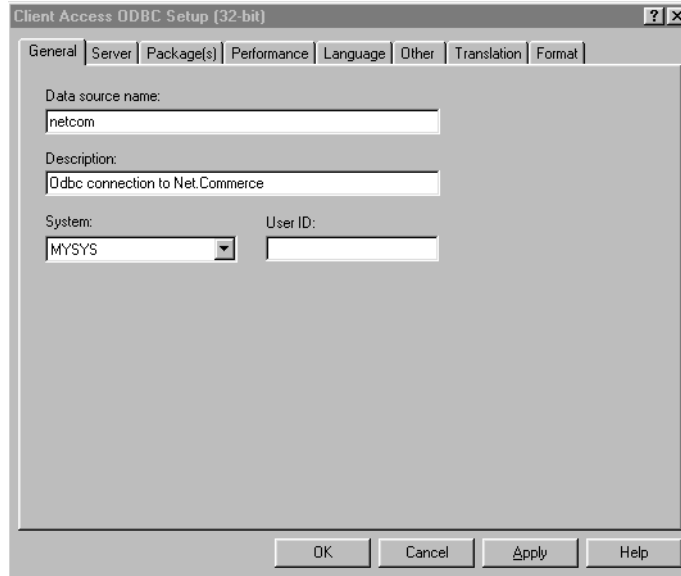 Client Access ODBC Setup (32-bit)
General Server Package(s) Performance Language Other Translation Format
Data source name:
netcom
Description:
Odbc connection to Net.Commerce
System: User ID:
MYSYS
OK Cancel Apply Help